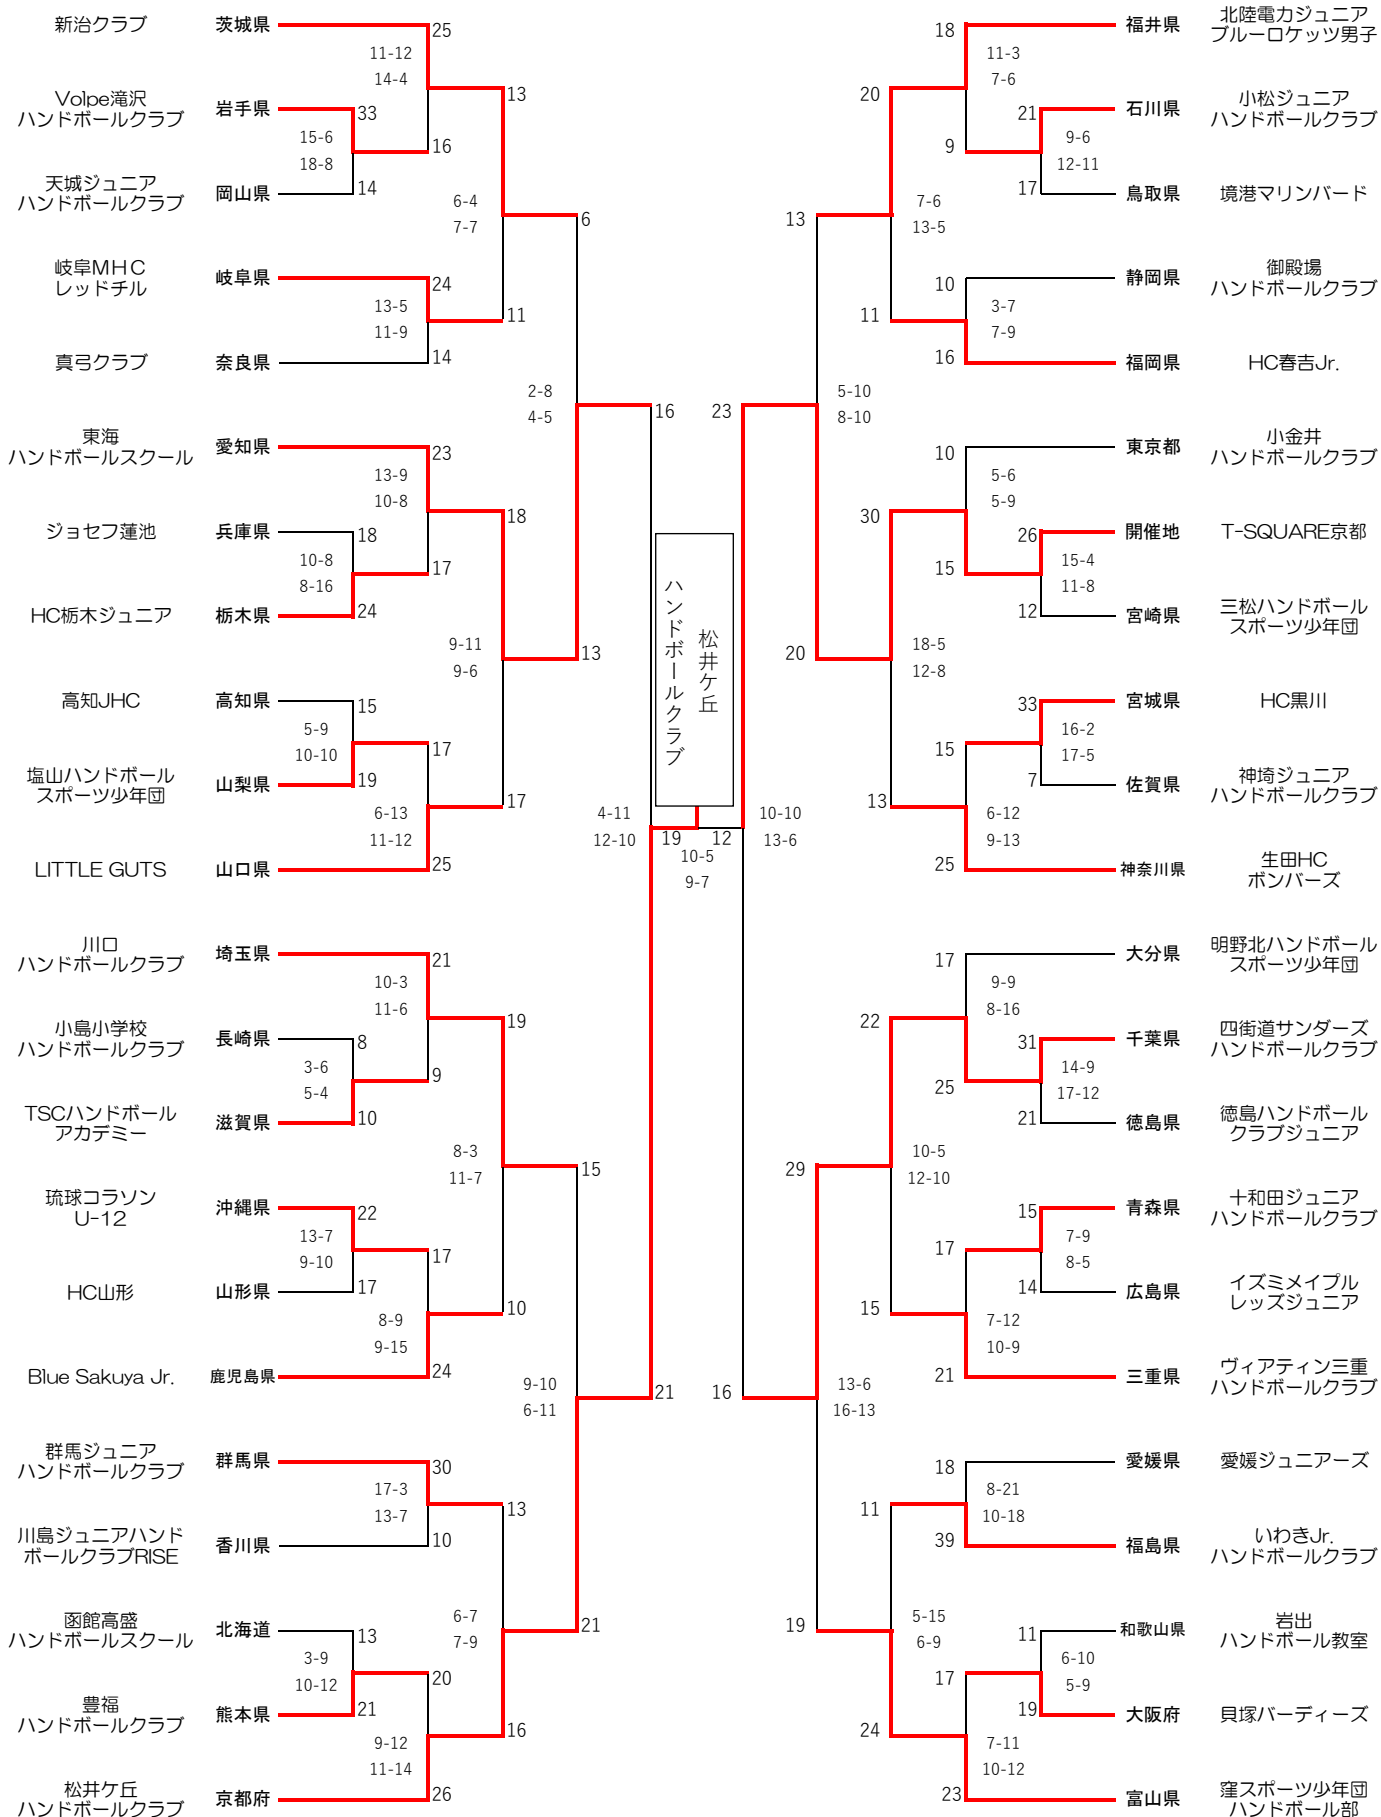 新治クラブ
茨城県
25
11-12
14-4
13
Volpe滝沢
ハンドボールクラブ
岩手県
33
15-6
18-8
16
天城ジュニア
ハンドボールクラブ
岡山県
14
6-4
7-7
6
岐阜MHC
レッドチル
岐阜県
24
13-5
11-9
11
真弓クラブ
奈良県
14
2-8
4-5
16
東海
ハンドボールスクール
愛知県
23
13-9
10-8
18
ジョセフ蓮池
兵庫県
18
10-8
8-16
17
HC栃木ジュニア
栃木県
24
9-11
9-6
13
高知JHC
高知県
15
5-9
10-10
17
塩山ハンドボール
スポーツ少年団
山梨県
19
6-13
11-12
17
LITTLE GUTS
山口県
25
4-11
12-10
19
川口
ハンドボールクラブ
埼玉県
21
10-3
11-6
19
小島小学校
ハンドボールクラブ
長崎県
8
3-6
5-4
9
TSCハンドボール
アカデミー
滋賀県
10
8-3
11-7
15
琉球コラソン
U-12
沖縄県
22
13-7
9-10
17
HC山形
山形県
17
8-9
9-15
10
Blue Sakuya Jr.
鹿児島県
24
9-10
6-11
21
群馬ジュニア
ハンドボールクラブ
群馬県
30
17-3
13-7
13
川島ジュニアハンド
ボールクラブRISE
香川県
10
6-7
7-9
21
函館高盛
ハンドボールスクール
北海道
13
3-9
10-12
20
豊福
ハンドボールクラブ
熊本県
21
9-12
11-14
16
松井ケ丘
ハンドボールクラブ
京都府
26
松井ケ丘
ハンドボールクラブ
10-5
9-7
12
18
福井県
北陸電力ジュニア
ブルーロケッツ男子
11-3
7-6
20
21
石川県
小松ジュニア
ハンドボールクラブ
9-6
12-11
9
17
鳥取県
境港マリンバード
7-6
13-5
13
10
静岡県
御殿場
ハンドボールクラブ
3-7
7-9
11
16
福岡県
HC春吉Jr.
5-10
8-10
23
10
東京都
小金井
ハンドボールクラブ
5-6
5-9
30
26
開催地
T-SQUARE京都
15-4
11-8
15
12
宮崎県
三松ハンドボール
スポーツ少年団
18-5
12-8
20
33
宮城県
HC黒川
16-2
17-5
15
7
佐賀県
神埼ジュニア
ハンドボールクラブ
6-12
9-13
13
25
神奈川県
生田HC
ボンバーズ
10-10
13-6
17
大分県
明野北ハンドボール
スポーツ少年団
9-9
8-16
22
31
千葉県
四街道サンダーズ
ハンドボールクラブ
14-9
17-12
25
21
徳島県
徳島ハンドボール
クラブジュニア
10-5
12-10
29
15
青森県
十和田ジュニア
ハンドボールクラブ
7-9
8-5
17
14
広島県
イズミメイプル
レッズジュニア
7-12
10-9
15
21
三重県
ヴィアティン三重
ハンドボールクラブ
13-6
16-13
16
18
愛媛県
愛媛ジュニアーズ
8-21
10-18
11
39
福島県
いわきJr.
ハンドボールクラブ
5-15
6-9
19
11
和歌山県
岩出
ハンドボール教室
6-10
5-9
17
19
大阪府
貝塚バーディーズ
7-11
10-12
24
23
富山県
窪スポーツ少年団
ハンドボール部